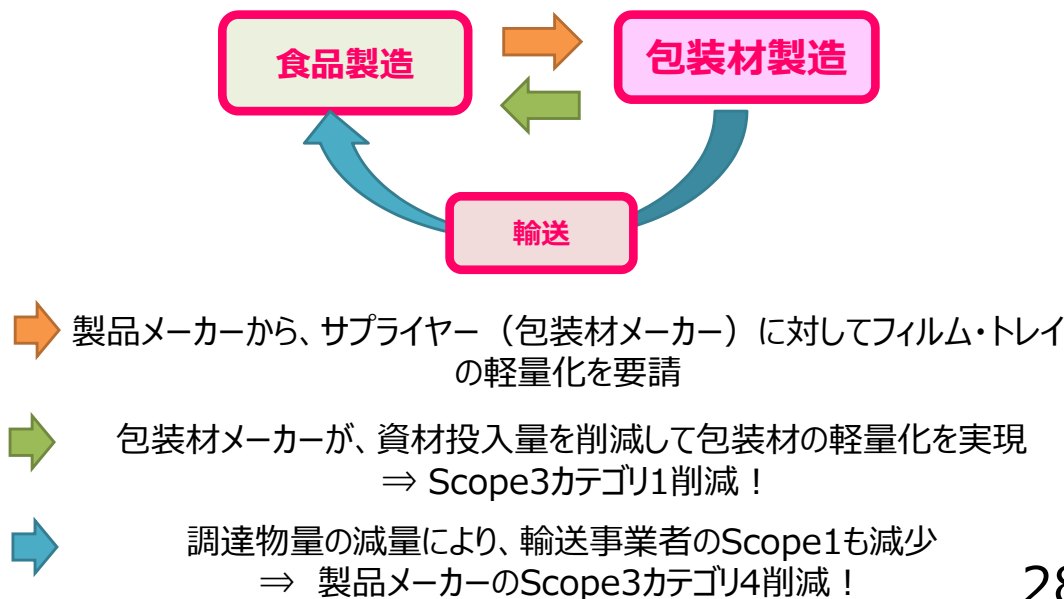 食品製造
包装材製造
輸送
製品メーカーから、サプライヤー（包装材メーカー）に対してフィルム・トレイ
の軽量化を要請
包装材メーカーが、資材投入量を削減して包装材の軽量化を実現
⇒ Scope3カテゴリ1削減！
調達物量の減量により、輸送事業者のScope1も減少
⇒ 製品メーカーのScope3カテゴリ4削減！
28